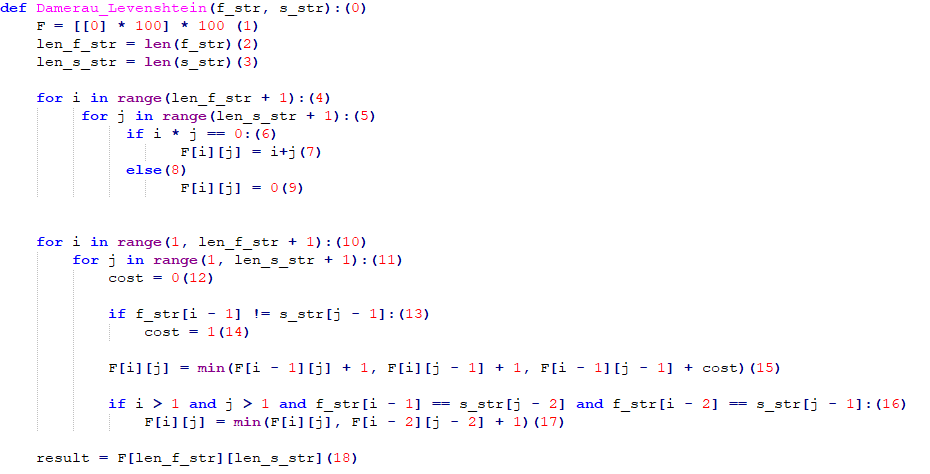 def Damerau_Levenshtein(f_str, s_str):(0)
F = [[0] * 100] * 100 (1)
len_f_str = len(f_str)(2)
len_s_str = len(s_str)(3)
for i in range(len_f_str + 1):(4)
for j in range(len_s_str + 1):(5)
if i * j == 0:(6)
F[i][j] = i+j(7)
else(8)
F[i][j] = 0(9)
for i in range(1, len_f_str + 1):(10)
for j in range(1, len_s_str + 1):(11)
cost = 0(12)
if f_str[i - 1] != s_str[j - 1]:(13)
cost = 1(14)
F[i][j] = min(F[i - 1][j] + 1, F[i][j - 1] + 1, F[i - 1][j - 1] + cost)(15)
if i > 1 and j > 1 and f_str[i - 1] == s_str[j - 2] and f_str[i - 2] == s_str[j - 1]:(16)
F[i][j] = min(F[i][j], F[i - 2][j - 2] + 1)(17)
result = F[len_f_str][len_s_str](18)